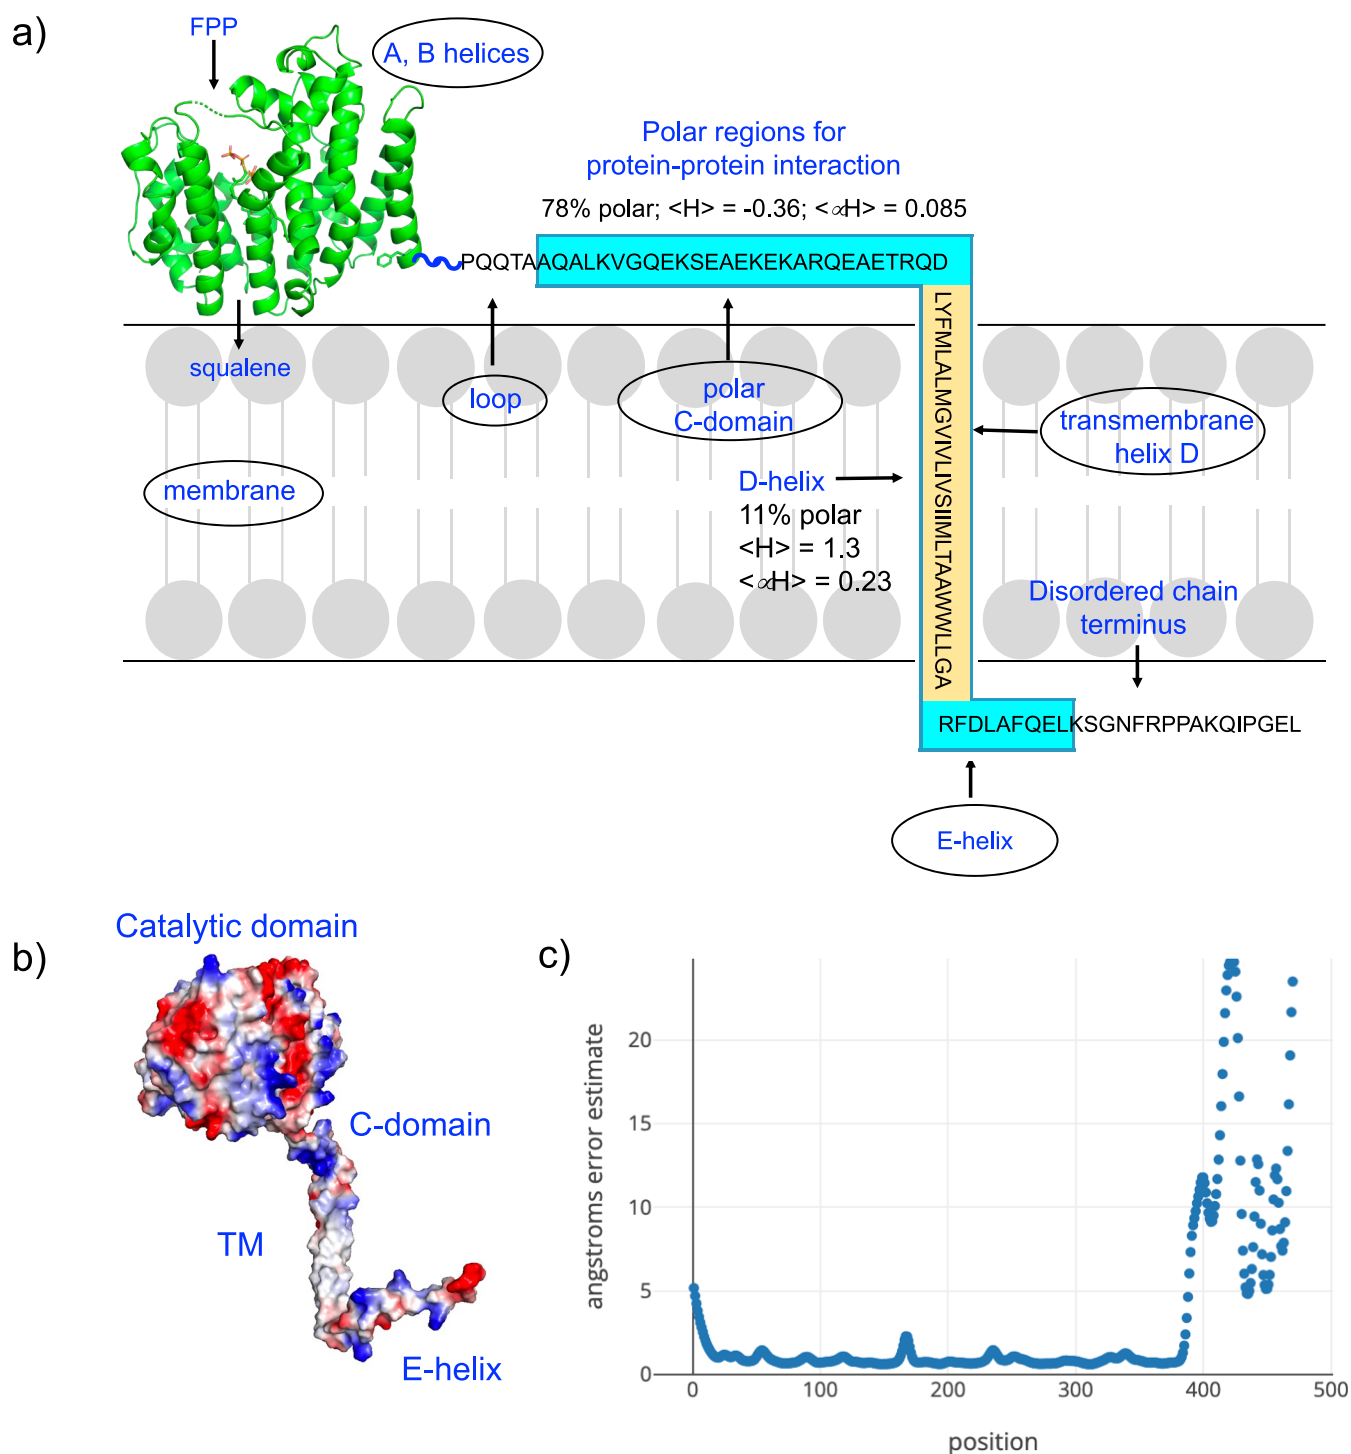 a)
FPP
A, B helices
Polar regions for
protein-protein interaction
78% polar; <H> = -0.36; <∝H> = 0.085
PQQTAAQALKVGQEKSEAEKEKARQEAETRQD
LYFMLALMGVIVLIVSIIMLTAAWWLLGA
squalene
loop
polar
C-domain
transmembrane
helix D
membrane
D-helix
11% polar
<H> = 1.3
<∝H> = 0.23
Disordered chain
terminus
RFDLAFQELKSGNFRPPAKQIPGEL
E-helix
b)
Catalytic domain
C-domain
TM
E-helix
c)
angstroms error estimate
20
15
10
5
0
0 100 200 300 400 500
position